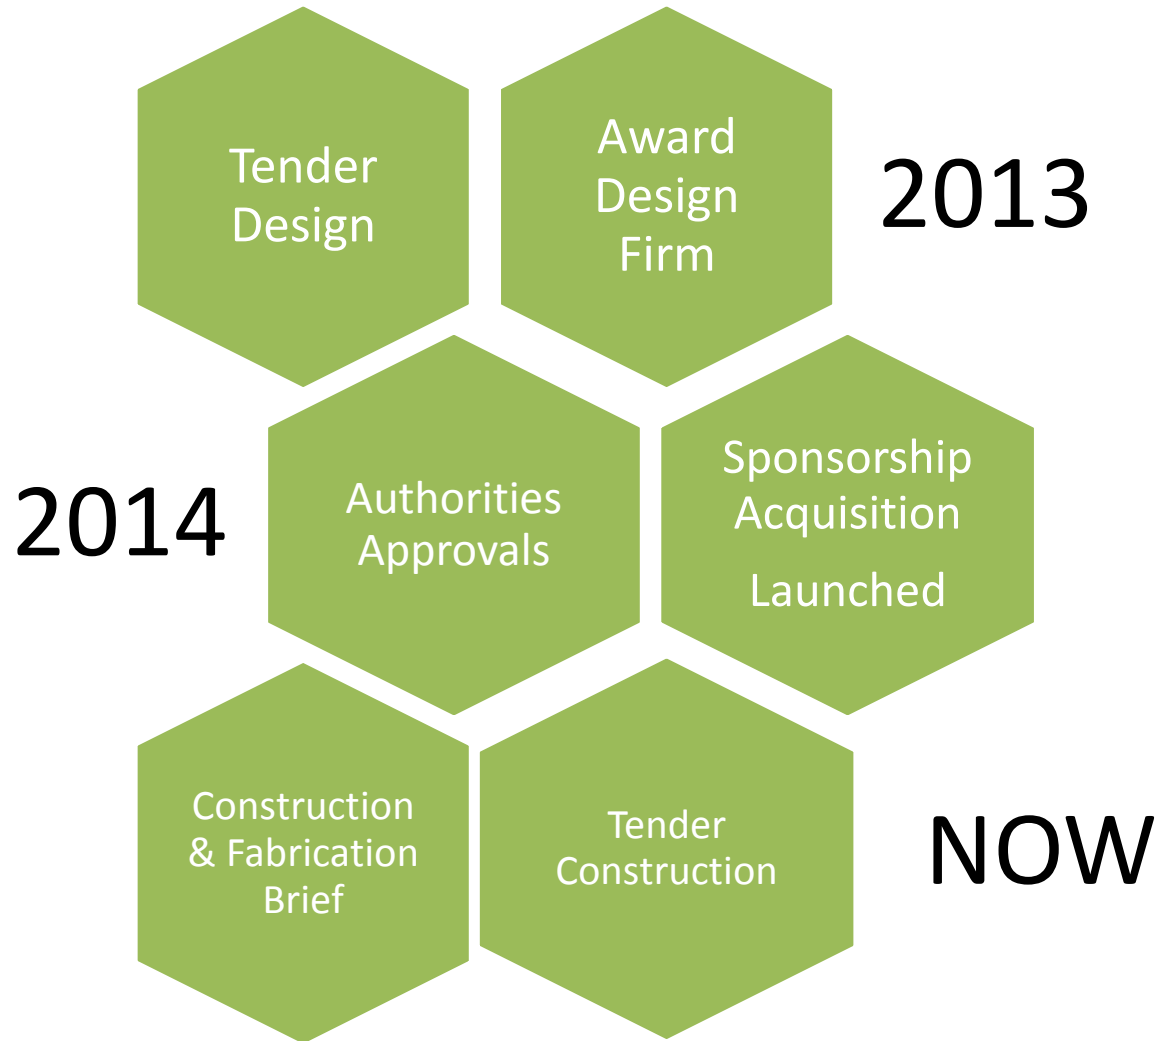 Tender
Design
Award
Design
Firm
2013
2014
Authorities
Approvals
Sponsorship
Acquisition
Launched
Construction
& Fabrication
Brief
Tender
Construction
NOW